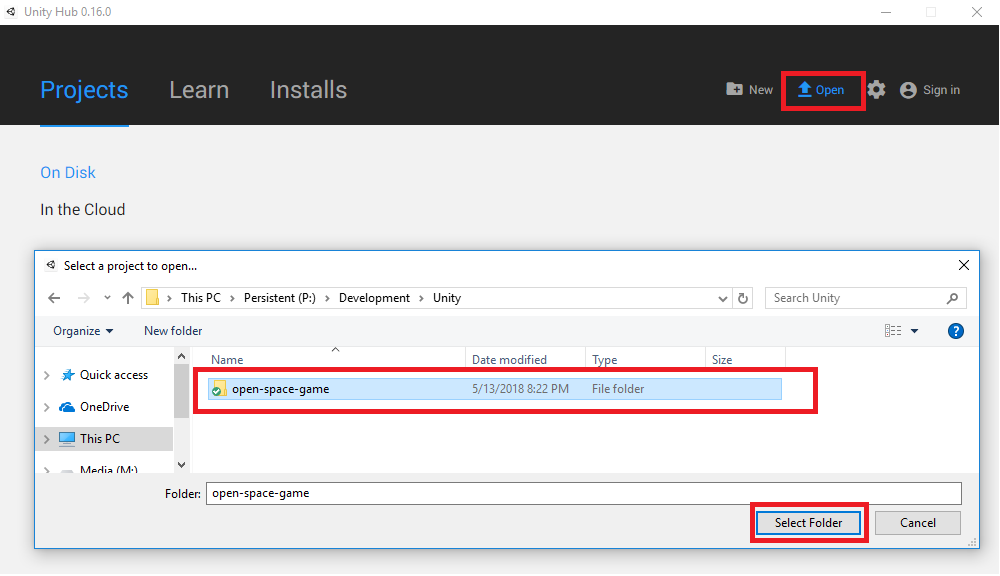 Unity Hub 0.16.0
Projects Learn Installs New Open Sign in
On Disk
In the Cloud
Select a project to open...
This PC Persistent (P:) Development Unity Search Unity
Organize New folder
Name Date modified Type Size
Quick access
open-space-game 5/13/2018 8:22 PM File folder
OneDrive
This PC
Media (M:)
Folder: open-space-game
Select Folder Cancel